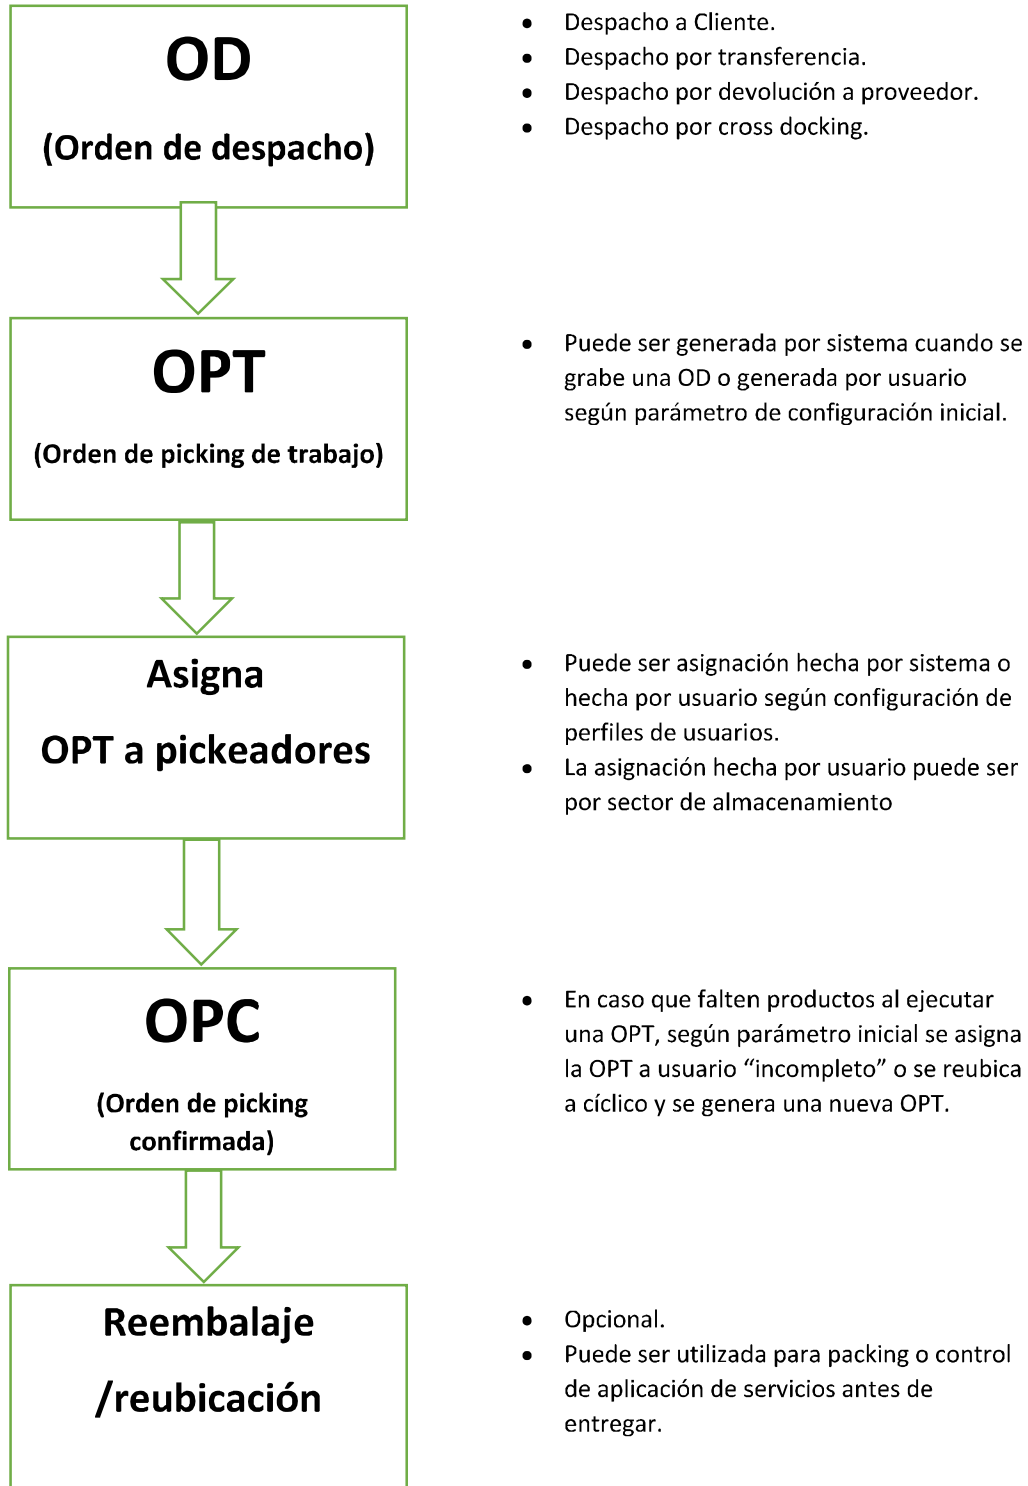 OD
(Orden de despacho)
• Despacho a Cliente.
• Despacho por transferencia.
• Despacho por devolución a proveedor.
• Despacho por cross docking.
OPT
(Orden de picking de trabajo)
• Puede ser generada por sistema cuando se
grabe una OD o generada por usuario
según parámetro de configuración inicial.
Asigna
OPT a pickeadores
• Puede ser asignación hecha por sistema o
hecha por usuario según configuración de
perfiles de usuarios.
• La asignación hecha por usuario puede ser
por sector de almacenamiento
OPC
(Orden de picking
confirmada)
• En caso que falten productos al ejecutar
una OPT, según parámetro inicial se asigna
la OPT a usuario “incompleto” o se reubica
a cíclico y se genera una nueva OPT.
Reembalaje
/reubicación
• Opcional.
• Puede ser utilizada para packing o control
de aplicación de servicios antes de
entregar.